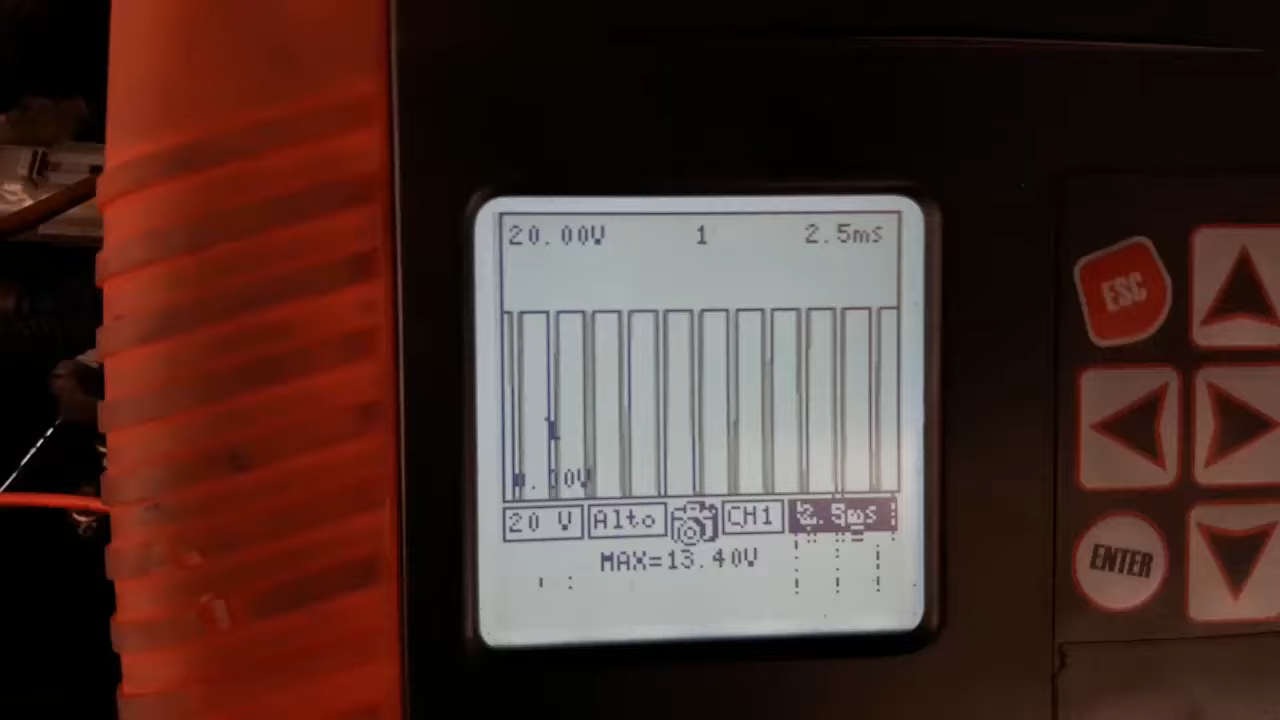 20.00V 1 2.5ms
20 V Alto CH1 2.5ms
MAX=13.40V
ESC
ENTER